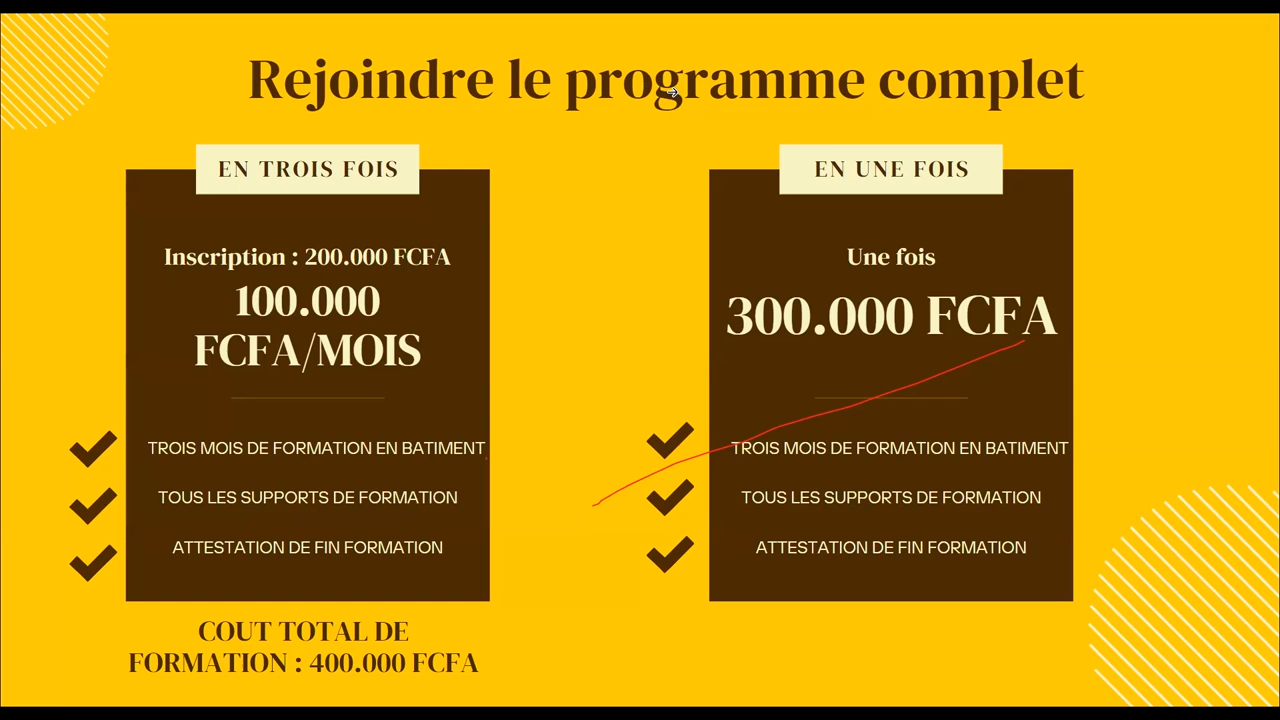 Rejoindre le programme complet
EN TROIS FOIS
Inscription : 200.000 FCFA
100.000
FCFA/MOIS
TROIS MOIS DE FORMATION EN BATIMENT
TOUS LES SUPPORTS DE FORMATION
ATTESTATION DE FIN FORMATION
COUT TOTAL DE
FORMATION : 400.000 FCFA
EN UNE FOIS
Une fois
300.000 FCFA
TROIS MOIS DE FORMATION EN BATIMENT
TOUS LES SUPPORTS DE FORMATION
ATTESTATION DE FIN FORMATION